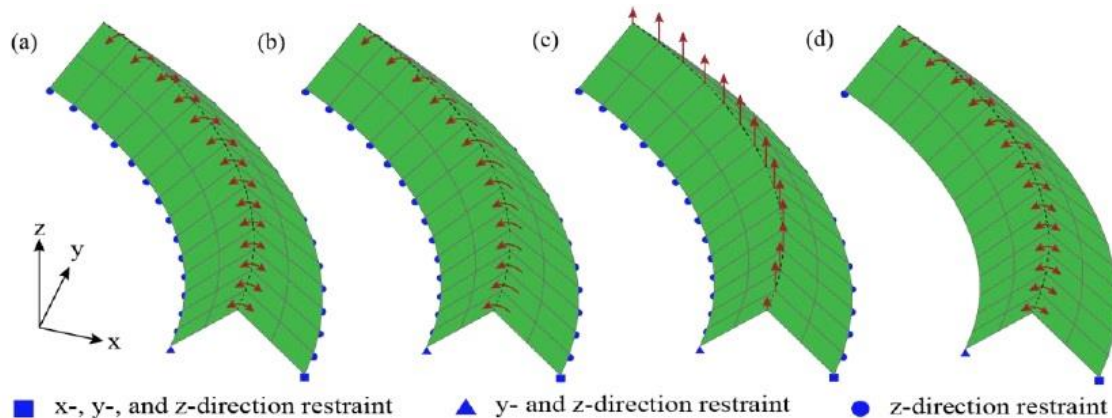 (a) (b) (c) (d)
z
y
x
x-, y-, and z-direction restraint y- and z-direction restraint z-direction restraint